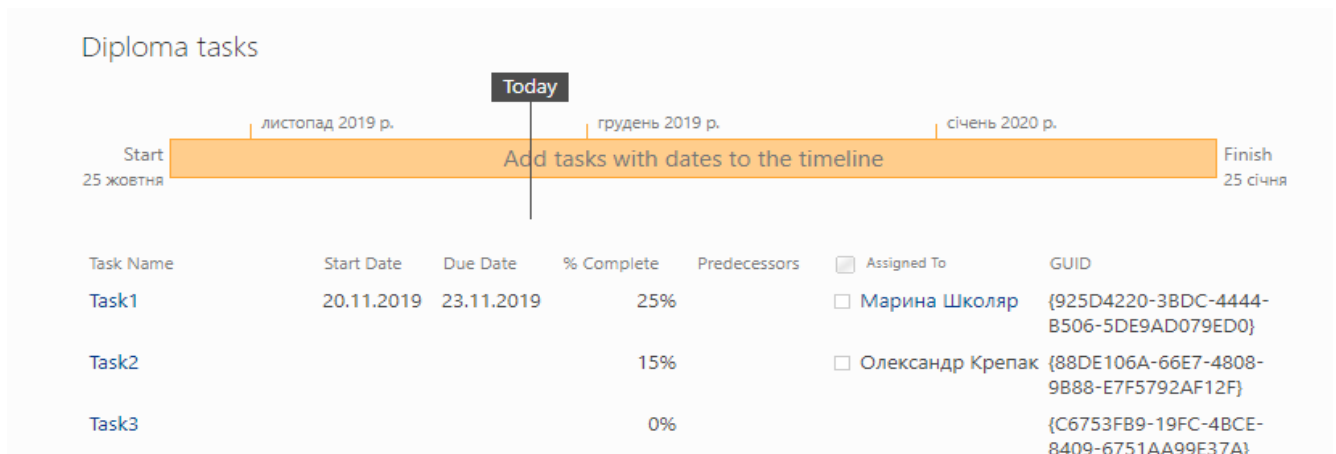 Diploma tasks
Today
листопад 2019 р.
грудень 2019 р.
січень 2020 р.
Start
25 жовтня
Add tasks with dates to the timeline
Finish
25 січня
Task Name Start Date Due Date % Complete Predecessors Assigned To GUID
Task1 20.11.2019 23.11.2019 25% Марина Школяр {925D4220-3BDC-4444-
B506-5DE9AD079ED0}
Task2 15% Олександр Крепак {88DE106A-66E7-4808-
9B88-E7F5792AF12F}
Task3 0% {C6753FB9-19FC-4BCE-
8409-6751AA99E37A}